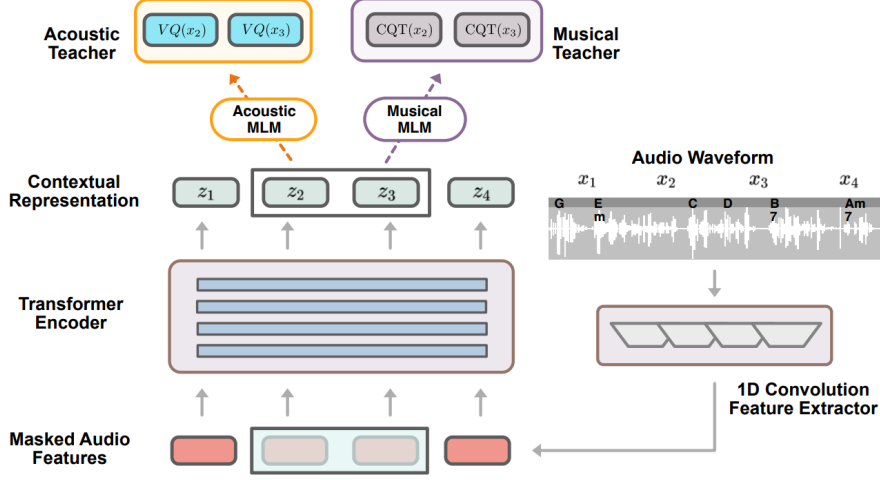 Acoustic
Teacher
VQ(x₂)
VQ(x₃)
CQT(x₂)
CQT(x₃)
Musical
Teacher
Acoustic
MLM
Musical
MLM
Contextual
Representation
z₁
z₂
z₃
z₄
Audio Waveform
x₁
x₂
x₃
x₄
G
E
m
C
D
B
7
Am
7
Transformer
Encoder
1D Convolution
Feature Extractor
Masked Audio
Features